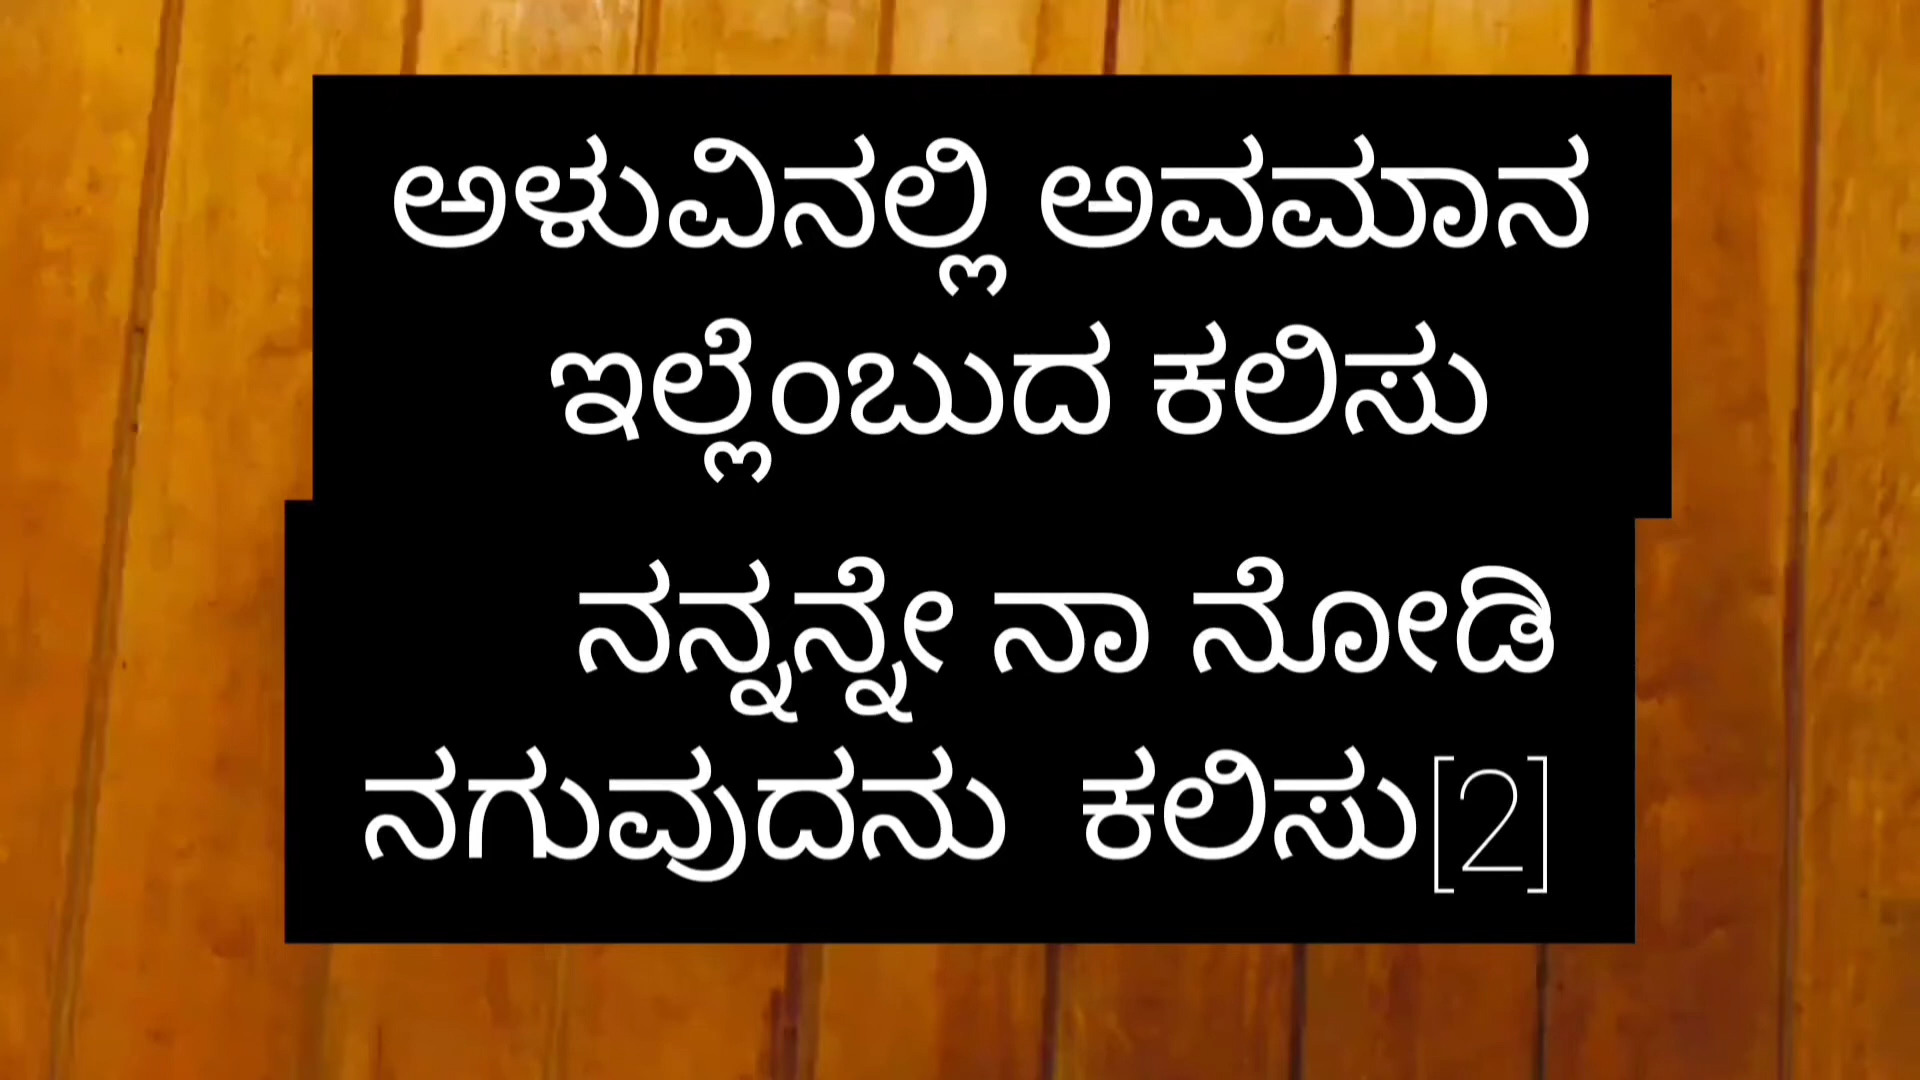 ಅಳುವಿನಲ್ಲಿ ಅವಮಾನ
ಇಲ್ಲೆಂಬುದ ಕಲಿಸು
ನನ್ನನ್ನೇ ನಾ ನೋಡಿ
ನಗುವುದನು ಕಲಿಸು[2]